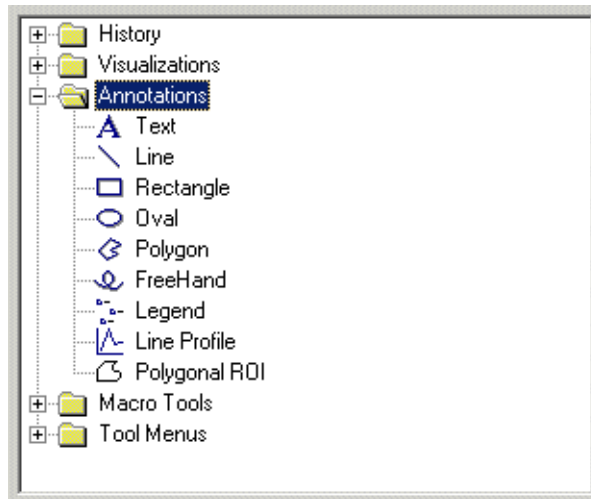 History
Visualizations
Annotations
Text
Line
Rectangle
Oval
Polygon
FreeHand
Legend
Line Profile
Polygonal ROI
Macro Tools
Tool Menus